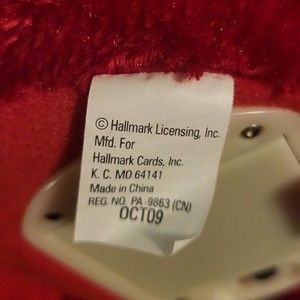 © Hallmark Licensing, Inc.
Mfd. For
Hallmark Cards, Inc.
K. C. MO 64141
Made in China
REG. NO. PA-9863 (CN)
OCT09